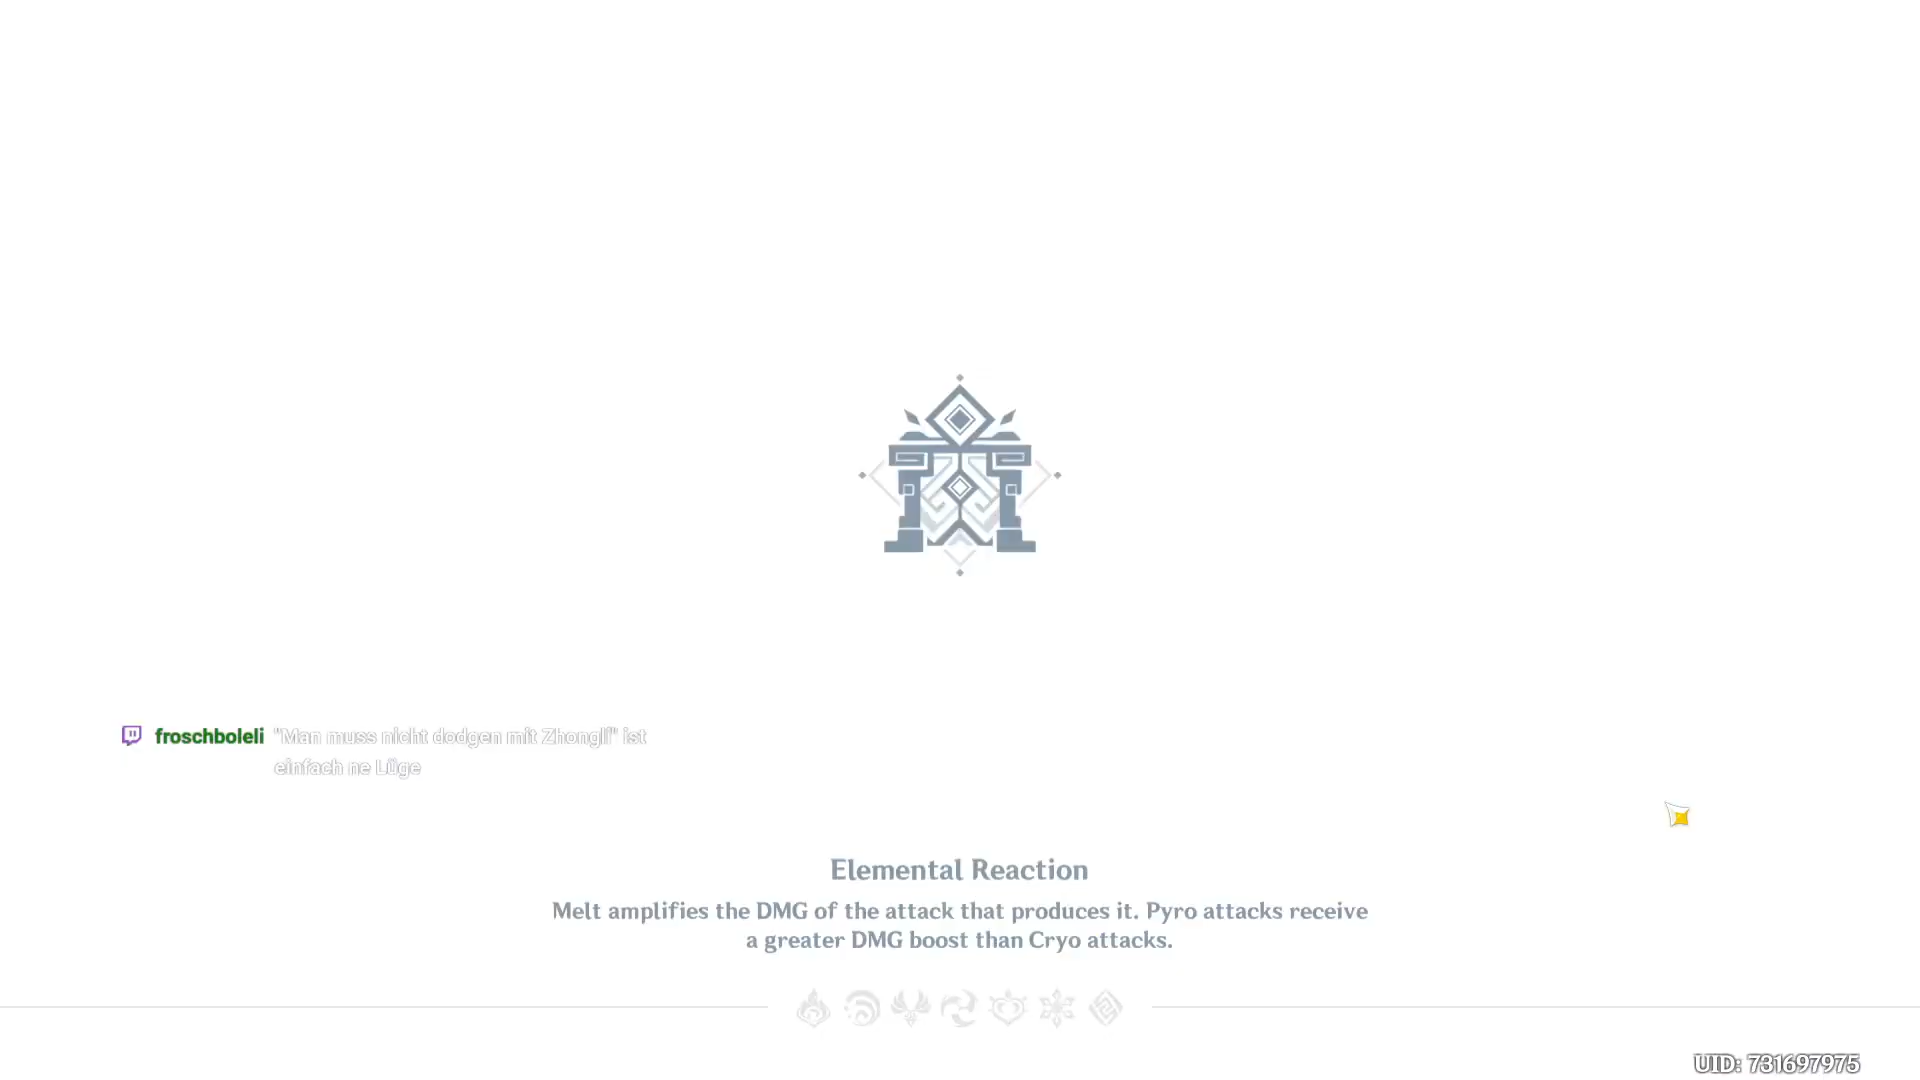 froschboleli "Man muss nicht dodgen mit Zhongli" ist
einfach ne Lüge
Elemental Reaction
Melt amplifies the DMG of the attack that produces it. Pyro attacks receive
a greater DMG boost than Cryo attacks.
UID: 731697975